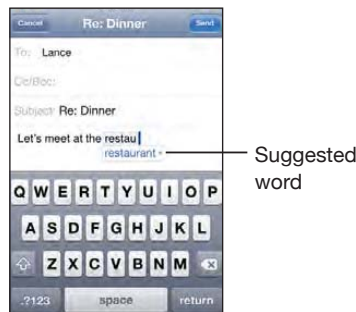 Cancel Re: Dinner Send
To: Lance
Cc/Bcc:
Subject: Re: Dinner
Let's meet at the restau
restaurant ×
Suggested
word
Q W E R T Y U I O P
A S D F G H J K L
Z X C V B N M
.?123 space return